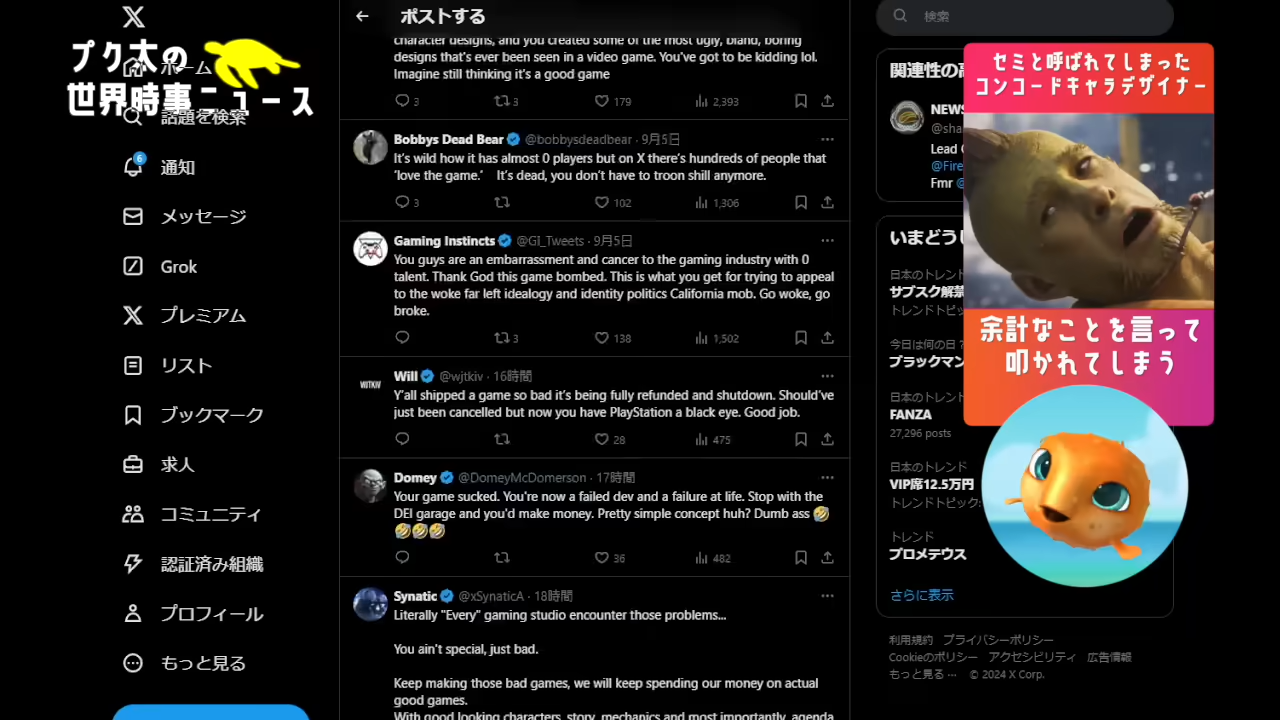 プク太の
世界時事ニュース
ホーム
話題を検索
6
通知
メッセージ
Grok
プレミアム
リスト
ブックマーク
求人
コミュニティ
認証済み組織
プロフィール
もっと見る
ポストする
character designs, and you created some of the most ugly, bland, boring
designs that's ever been seen in a video game. You've got to be kidding lol.
Imagine still thinking it's a good game
3 3 179 2,393
Bobbys Dead Bear @bobbysdeadbear · 9月5日
It's wild how it has almost 0 players but on X there's hundreds of people that
'love the game.' It's dead, you don't have to troon shill anymore.
3 102 1,306
Gaming Instincts @GI_Tweets · 9月5日
You guys are an embarrassment and cancer to the gaming industry with 0
talent. Thank God this game bombed. This is what you get for trying to appeal
to the woke far left idealogy and identity politics California mob. Go woke, go
broke.
3 138 1,502
Will @wjtkiv · 16時間
Y'all shipped a game so bad it's being fully refunded and shutdown. Should've
just been cancelled but now you have PlayStation a black eye. Good job.
28 475
Domey @DomeyMcDomerson · 17時間
Your game sucked. You're now a failed dev and a failure at life. Stop with the
DEI garage and you'd make money. Pretty simple concept huh? Dumb ass 🤣
🤣🤣🤣
36 482
Synatic @xSynaticA · 18時間
Literally "Every" gaming studio encounter those problems...
You ain't special, just bad.
Keep making those bad games, we will keep spending our money on actual
good games.
With good looking characters, story, mechanics and most importantly, agenda
検索
関連性の高
NEWS
@sha
Lead C
@Fire
Fmr @
いまどうし
日本のトレンド
サブスク解禁
トレンドトピッ
今日は何の日？
ブラックマン
日本のトレンド
FANZA
27,296 posts
日本のトレンド
VIP席12.5万円
トレンドトピック:
トレンド
プロメテウス
さらに表示
利用規約 プライバシーポリシー
Cookieのポリシー アクセシビリティ 広告情報
もっと見る ··· © 2024 X Corp.
セミと呼ばれてしまった
コンコードキャラデザイナー
余計なことを言って
叩かれてしまう